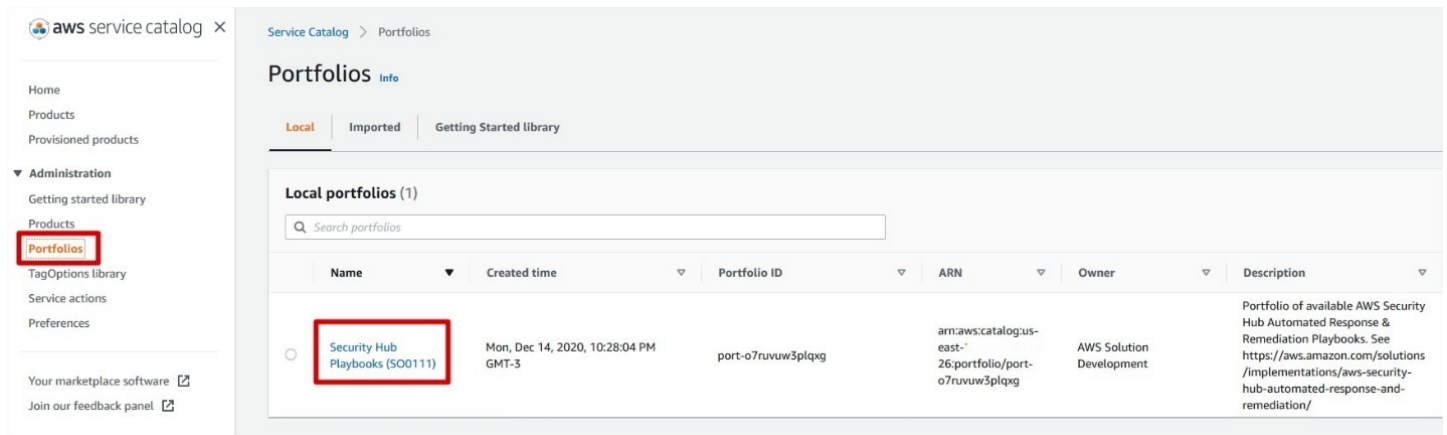 aws service catalog ×
Home
Products
Provisioned products
Administration
Getting started library
Products
Portfolios
TagOptions library
Service actions
Preferences
Your marketplace software
Join our feedback panel
Service Catalog > Portfolios
Portfolios Info
Local Imported Getting Started library
Local portfolios (1)
Search portfolios
Name Created time Portfolio ID ARN Owner Description
Security Hub
Playbooks (SO0111)
Mon, Dec 14, 2020, 10:28:04 PM
GMT-3
port-o7ruvuw3plqxg
arn:aws:catalog:us-
east-
26:portfolio/port-
o7ruvuw3plqxg
AWS Solution
Development
Portfolio of available AWS Security
Hub Automated Response &
Remediation Playbooks. See
https://aws.amazon.com/solutions
/implementations/aws-security-
hub-automated-response-and-
remediation/